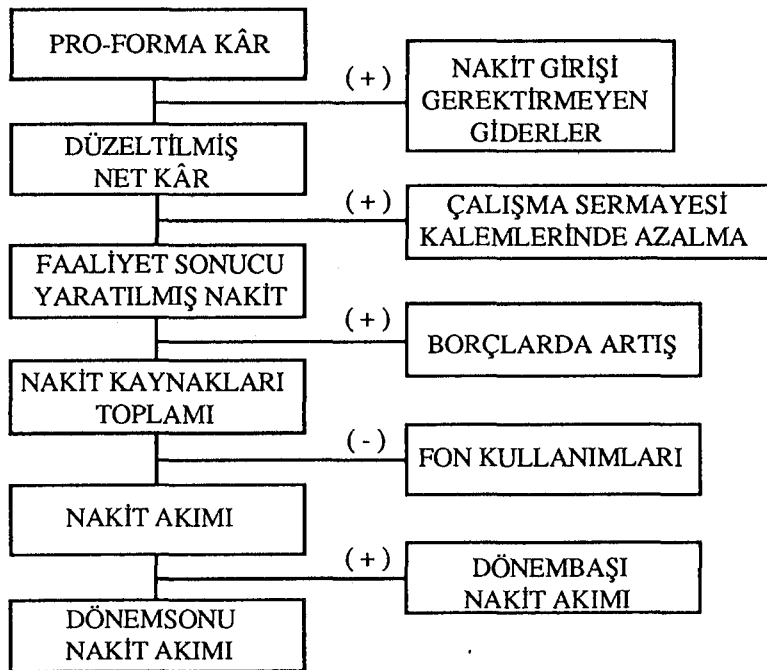 PRO-FORMA KÂR
(+)
NAKİT GİRİŞİ
GEREKTİRMEYEN
GİDERLER
DÜZELTİLMİŞ
NET KÂR
(+)
ÇALIŞMA SERMAYESİ
KALEMLERİNDE AZALMA
FAALİYET SONUCU
YARATILMIŞ NAKİT
(+)
BORÇLARDA ARTIŞ
NAKİT KAYNAKLARI
TOPLAMI
(-)
FON KULLANIMLARI
NAKİT AKIMI
(+)
DÖNEMBAŞI
NAKİT AKIMI
DÖNEMSONU
NAKİT AKIMI